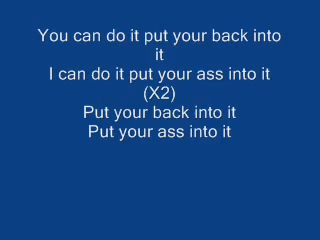 You can do it put your back into
it
I can do it put your ass into it
(X2)
Put your back into it
Put your ass into it